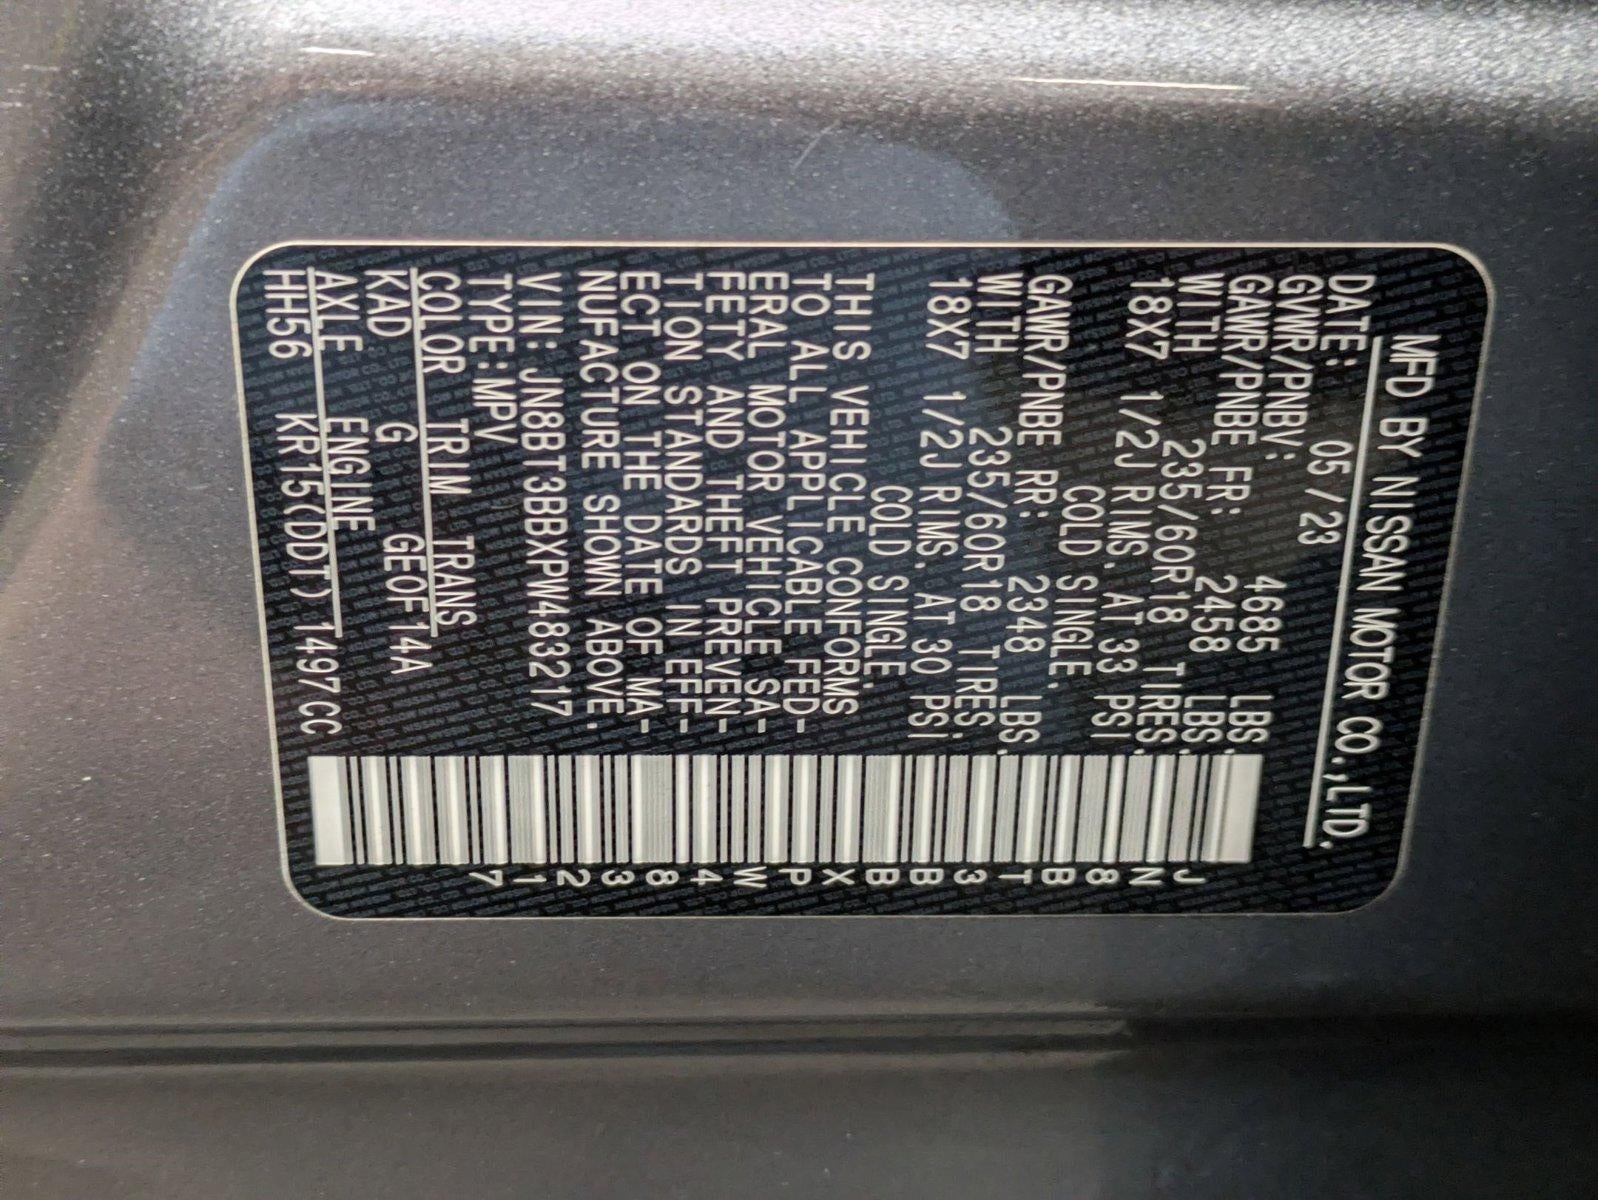 MFD BY NISSAN MOTOR CO.,LTD.
DATE: 05/23
GVWR/PNBV: 4685 LBS.
GAWR/PNBE FR: 2458 LBS.
WITH 235/60R18 TIRES.
18X7 1/2J RIMS. AT 33 PSI
COLD SINGLE.
GAWR/PNBE RR: 2348 LBS.
WITH 235/60R18 TIRES.
18X7 1/2J RIMS. AT 30 PSI
COLD SINGLE.
THIS VEHICLE CONFORMS
TO ALL APPLICABLE FED-
ERAL MOTOR VEHICLE SA-
FETY AND THEFT PREVEN-
TION STANDARDS IN EFF-
ECT ON THE DATE OF MA-
NUFACTURE SHOWN ABOVE.
VIN: JN8BT3BBXPW483217
TYPE:MPV
COLOR TRIM TRANS
KAD G GEOF14A
AXLE ENGINE
HH56 KR15(DDT) 1497CC
JN8BT3BBXPW483217